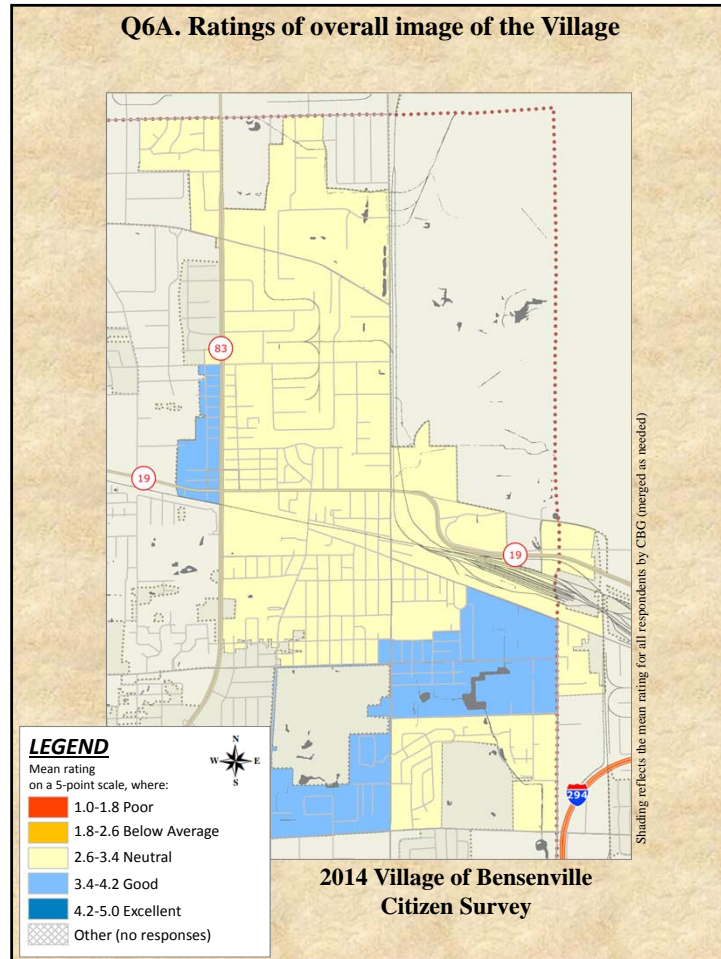 Q6A. Ratings of overall image of the Village
83
19
19
294
Shading reflects the mean rating for all respondents by CBG (merged as needed)
LEGEND
Mean rating
on a 5-point scale, where:
N
W E
S
1.0-1.8 Poor
1.8-2.6 Below Average
2.6-3.4 Neutral
3.4-4.2 Good
4.2-5.0 Excellent
Other (no responses)
2014 Village of Bensenville
Citizen Survey